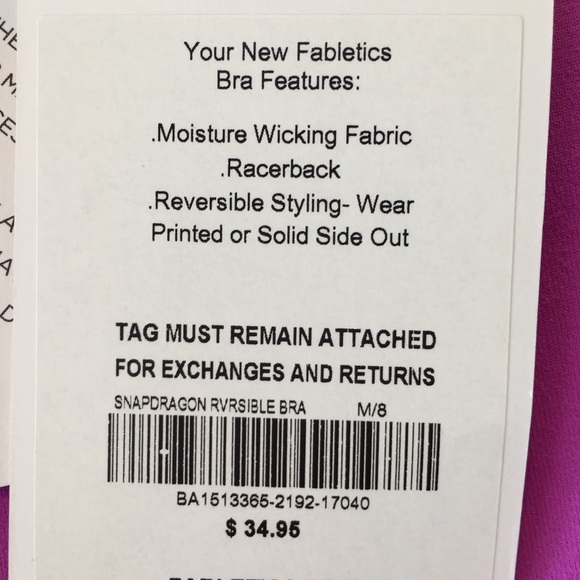 Your New Fabletics
Bra Features:
.Moisture Wicking Fabric
.Racerback
.Reversible Styling- Wear
Printed or Solid Side Out
TAG MUST REMAIN ATTACHED
FOR EXCHANGES AND RETURNS
SNAPDRAGON RVRSIBLE BRA M/8
BA1513365-2192-17040
$ 34.95